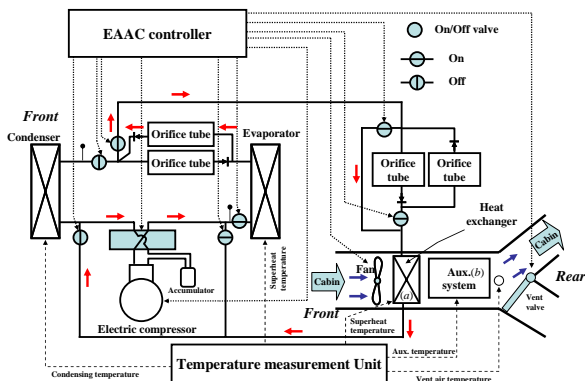 EAAC controller
On/Off valve
On
Off
Front
Condenser
Orifice tube
Orifice tube
Evaporator
Orifice
tube
Orifice
tube
Heat
exchanger
Cabin
Rear
Vent
valve
Cabin
Fan
(a)
Aux.(b)
system
Front
Accumulator
Electric compressor
Superheat
temperature
Superheat
temperature
Aux. temperature
Vent air temperature
Condensing temperature
Temperature measurement Unit